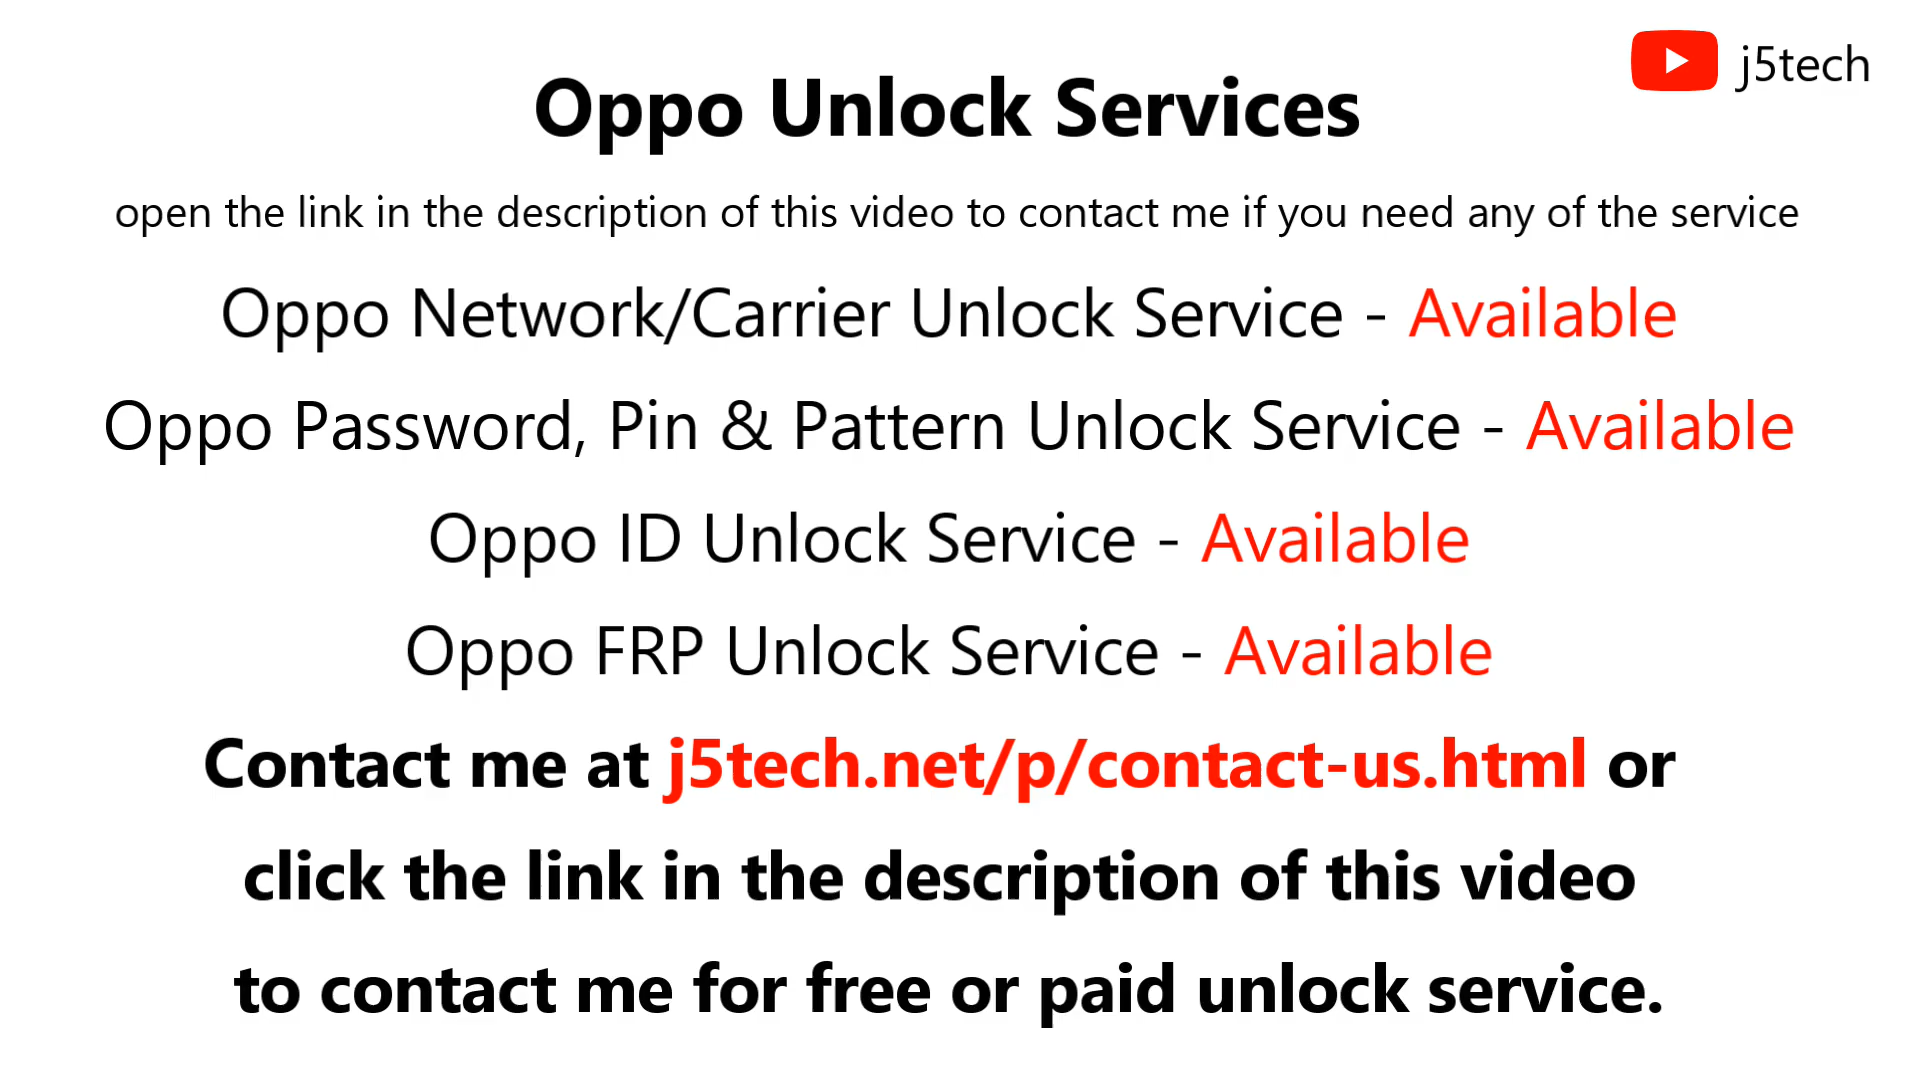 j5tech
Oppo Unlock Services
open the link in the description of this video to contact me if you need any of the service
Oppo Network/Carrier Unlock Service - Available
Oppo Password, Pin & Pattern Unlock Service - Available
Oppo ID Unlock Service - Available
Oppo FRP Unlock Service - Available
Contact me at j5tech.net/p/contact-us.html or
click the link in the description of this video
to contact me for free or paid unlock service.